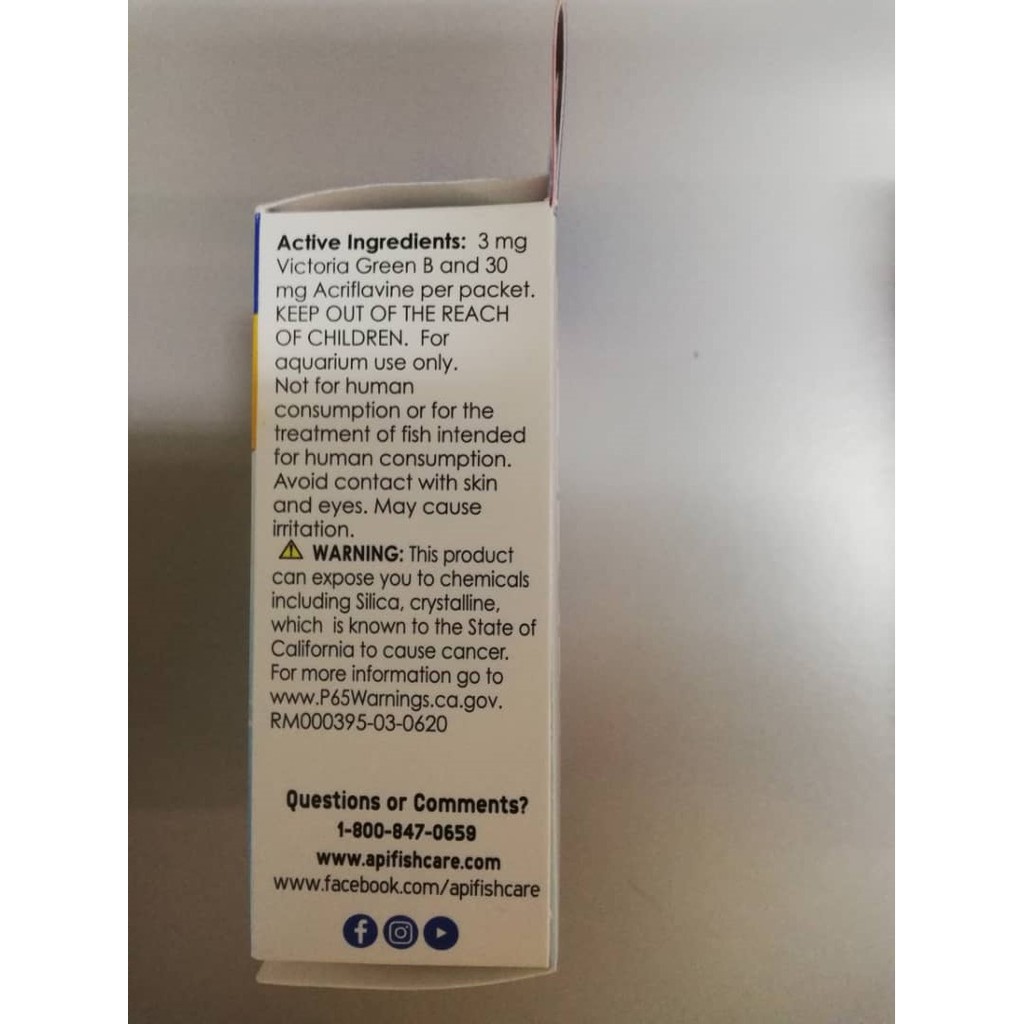 Active Ingredients: 3 mg
Victoria Green B and 30
mg Acriflavine per packet.
KEEP OUT OF THE REACH
OF CHILDREN. For
aquarium use only.
Not for human
consumption or for the
treatment of fish intended
for human consumption.
Avoid contact with skin
and eyes. May cause
irritation.
WARNING: This product
can expose you to chemicals
including Silica, crystalline,
which is known to the State of
California to cause cancer.
For more information go to
www.P65Warnings.ca.gov.
RM000395-03-0620
Questions or Comments?
1-800-847-0659
www.apifishcare.com
www.facebook.com/apifishcare